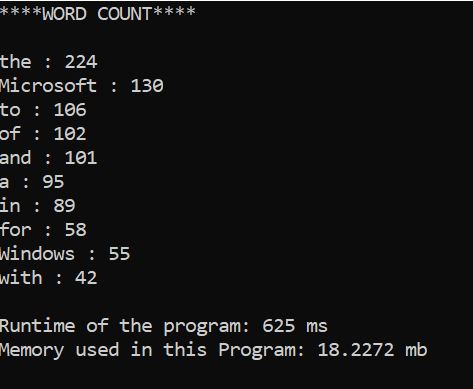 ****WORD COUNT****
the : 224
Microsoft : 130
to : 106
of : 102
and : 101
a : 95
in : 89
for : 58
Windows : 55
with : 42
Runtime of the program: 625 ms
Memory used in this Program: 18.2272 mb